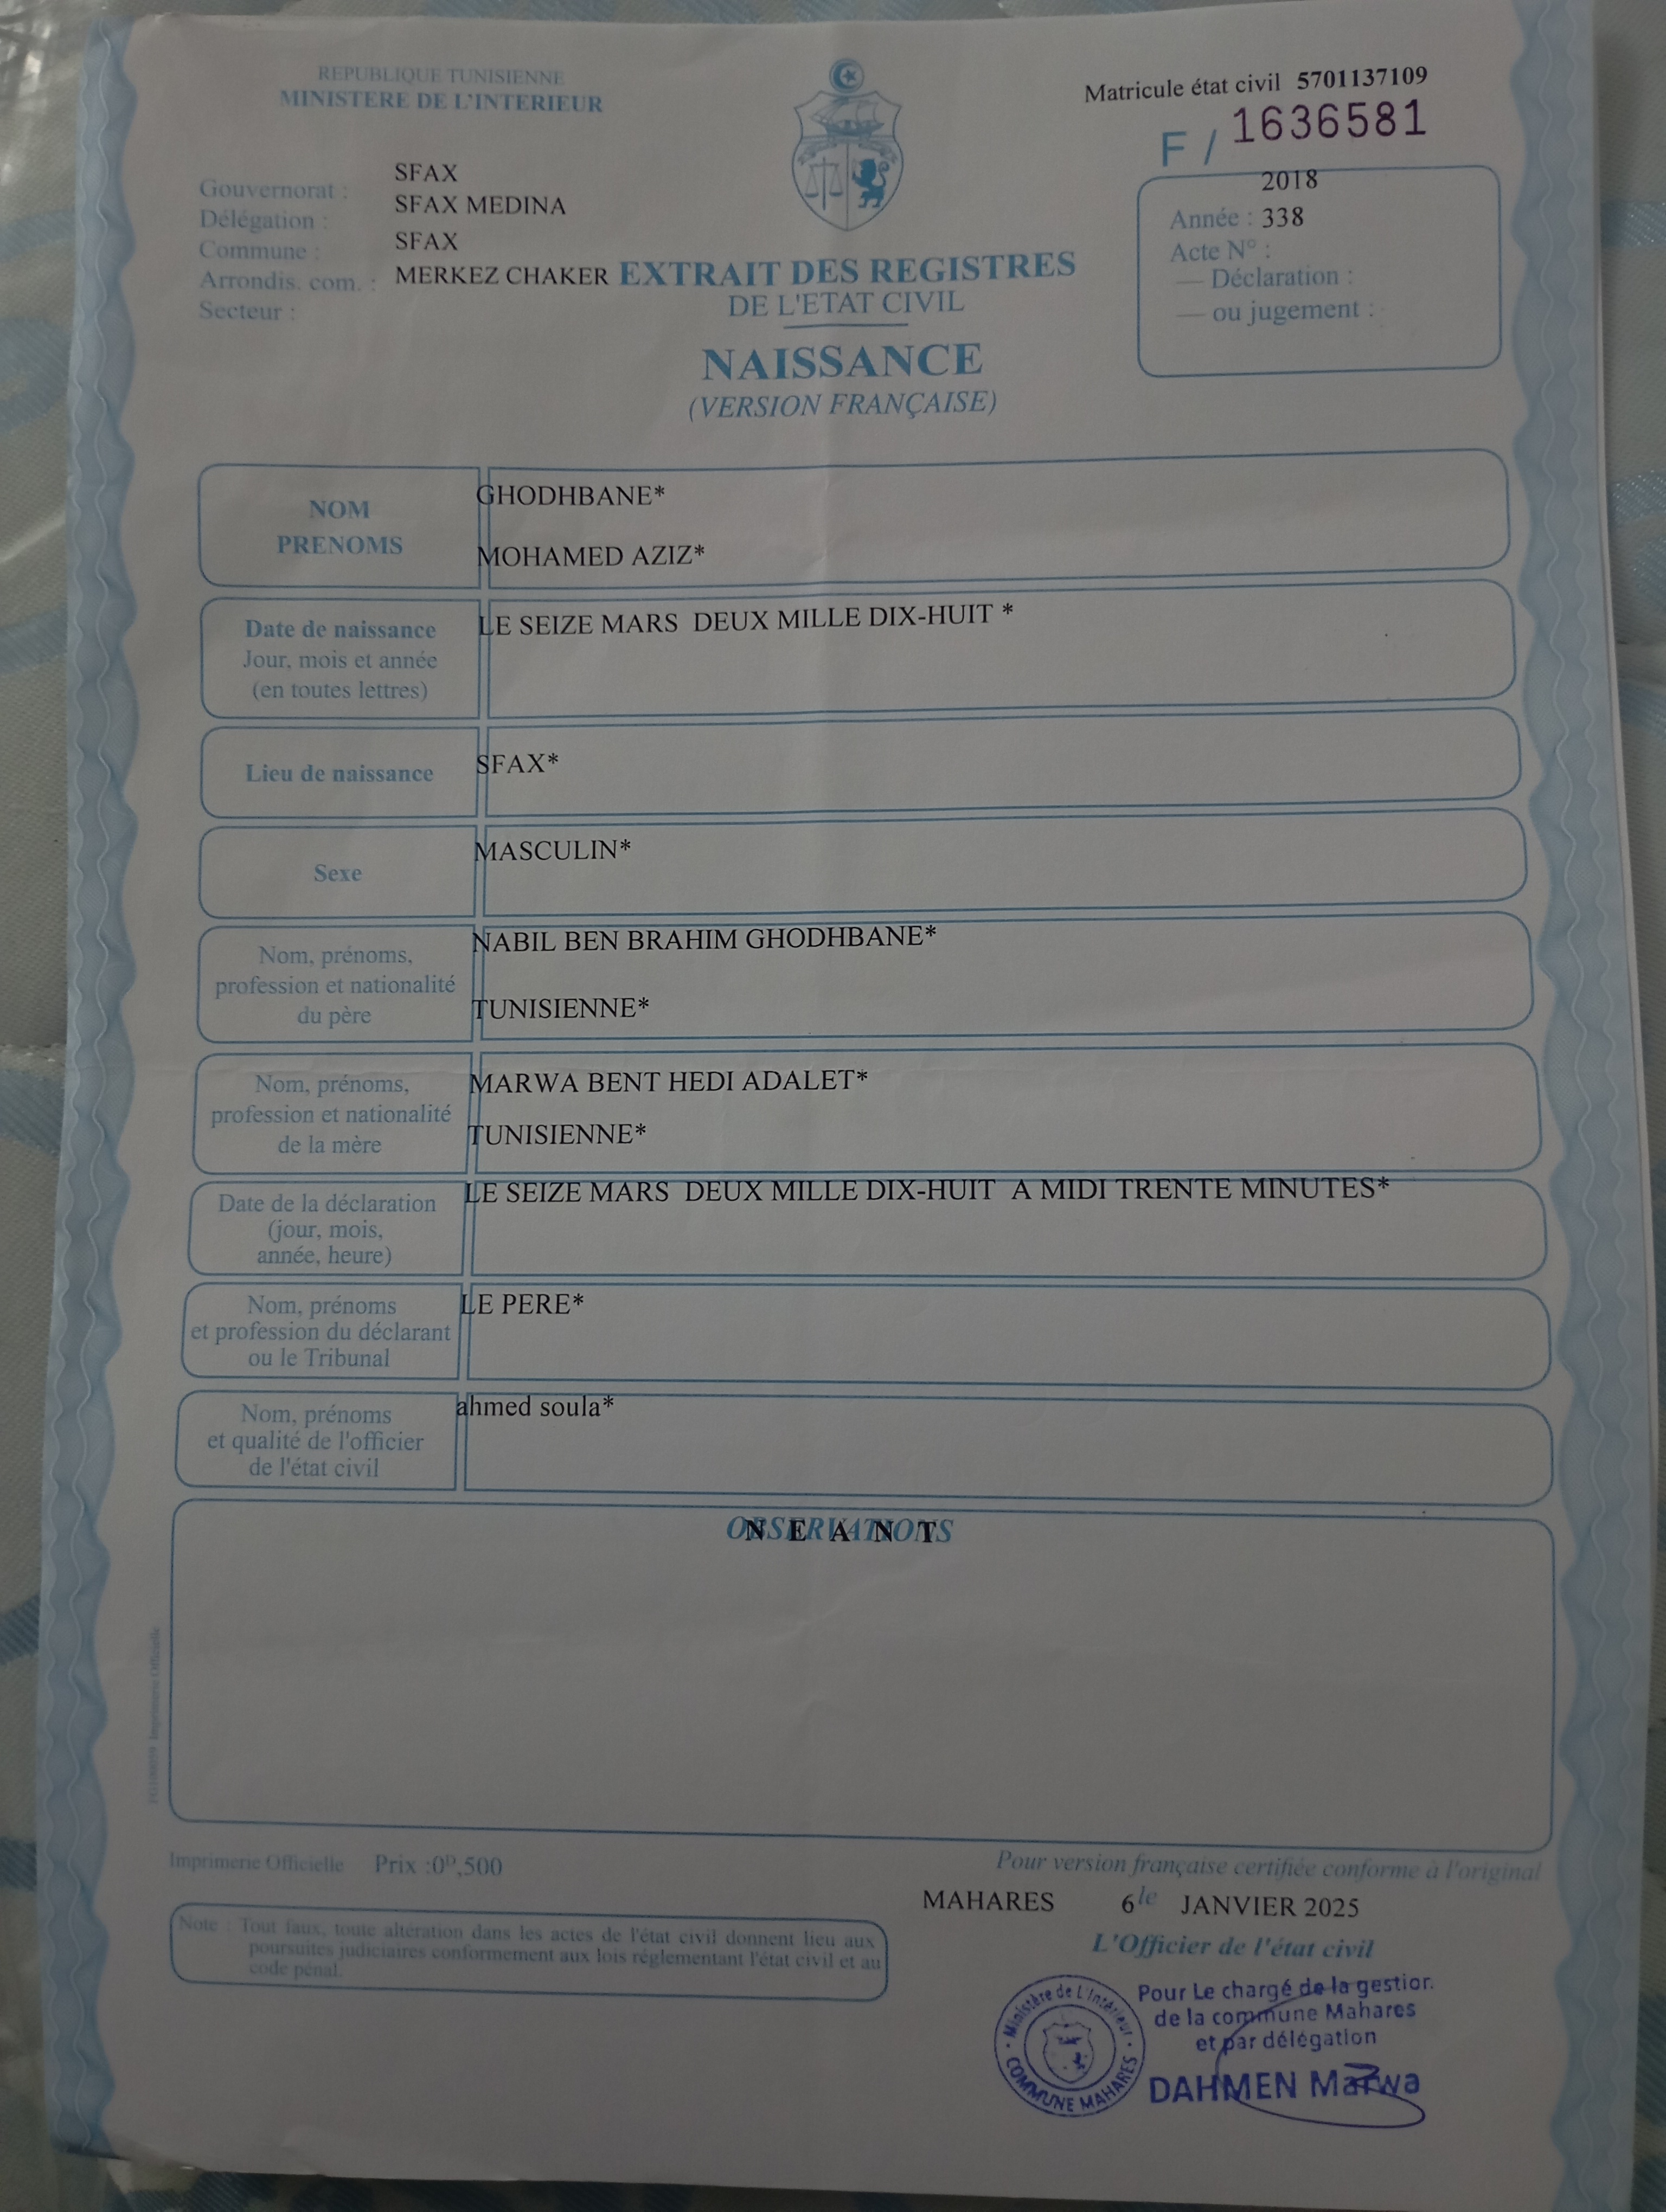 REPUBLIQUE TUNISIENNE
MINISTERE DE L'INTERIEUR
Matricule état civil 5701137109
F / 1636581
Gouvernorat : SFAX
Délégation : SFAX MEDINA
Commune : SFAX
Arrondis. com. : MERKEZ CHAKER
Secteur :
2018
Année : 338
Acte N° :
— Déclaration :
— ou jugement :
EXTRAIT DES REGISTRES
DE L'ETAT CIVIL
NAISSANCE
(VERSION FRANÇAISE)
NOM
PRENOMS
GHODHBANE*
MOHAMED AZIZ*
Date de naissance
Jour, mois et année
(en toutes lettres)
LE SEIZE MARS DEUX MILLE DIX-HUIT *
Lieu de naissance
SFAX*
Sexe
MASCULIN*
Nom, prénoms,
profession et nationalité
du père
NABIL BEN BRAHIM GHODHBANE*
TUNISIENNE*
Nom, prénoms,
profession et nationalité
de la mère
MARWA BENT HEDI ADALET*
TUNISIENNE*
Date de la déclaration
(jour, mois,
année, heure)
LE SEIZE MARS DEUX MILLE DIX-HUIT A MIDI TRENTE MINUTES*
Nom, prénoms
et profession du déclarant
ou le Tribunal
LE PERE*
Nom, prénoms
et qualité de l'officier
de l'état civil
ahmed soula*
OBSERVATIONS
N E A N T
Imprimerie Officielle
Imprimerie Officielle Prix :0ᴰ,500
Pour version française certifiée conforme à l'original
MAHARES 6 le JANVIER 2025
L'Officier de l'état civil
Note : Tout faux, toute altération dans les actes de l'état civil donnent lieu aux
poursuites judiciaires conformement aux lois réglementant l'état civil et au
code pénal.
Ministère de L'Intérieur
COMMUNE MAHARES
Pour Le chargé de la gestion
de la commune Mahares
et par délégation
DAHMEN Marwa